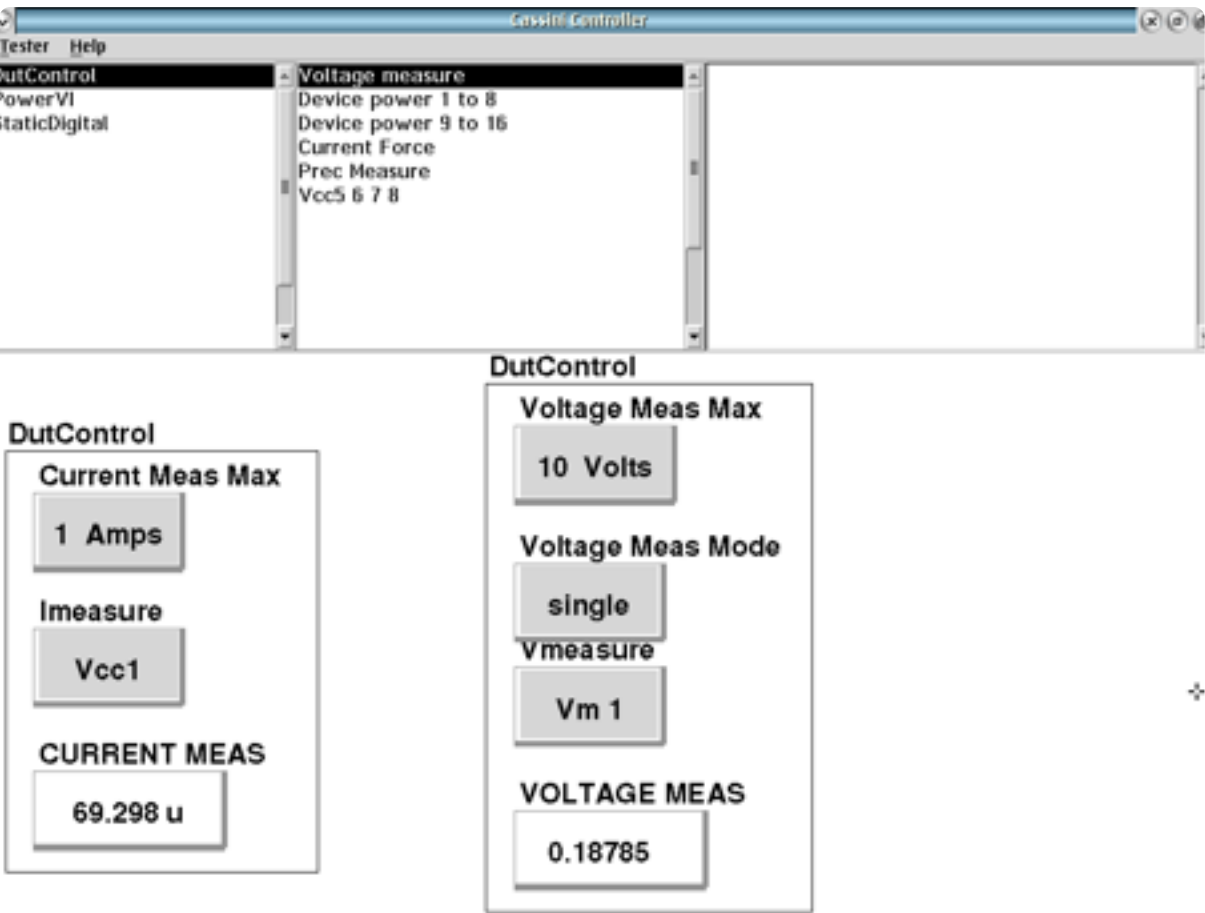 Cassini Controller
Tester Help
DutControl
PowerVI
StaticDigital
Voltage measure
Device power 1 to 8
Device power 9 to 16
Current Force
Prec Measure
Vcc5 6 7 8
DutControl
Current Meas Max
1 Amps
Imeasure
Vcc1
CURRENT MEAS
69.298 u
DutControl
Voltage Meas Max
10 Volts
Voltage Meas Mode
single
Vmeasure
Vm 1
VOLTAGE MEAS
0.18785